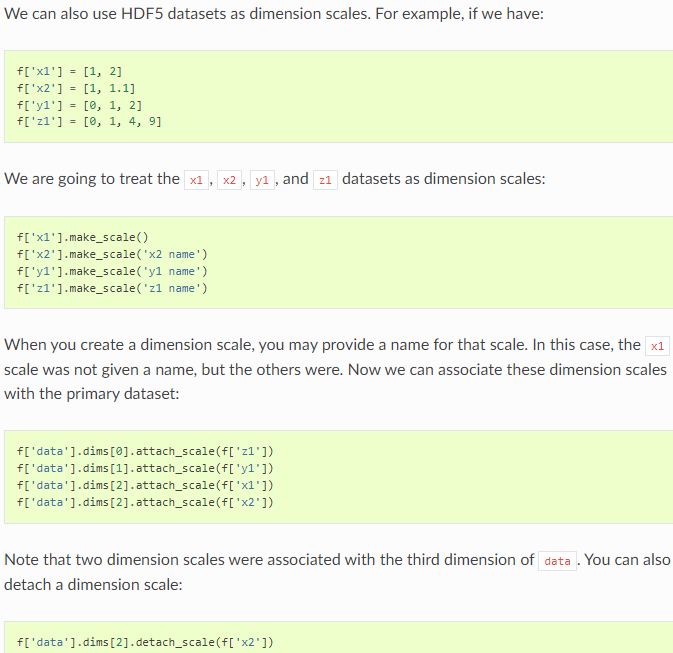 We can also use HDF5 datasets as dimension scales. For example, if we have:
f['x1'] = [1, 2]
f['x2'] = [1, 1.1]
f['y1'] = [0, 1, 2]
f['z1'] = [0, 1, 4, 9]
We are going to treat the x1 , x2 , y1 , and z1 datasets as dimension scales:
f['x1'].make_scale()
f['x2'].make_scale('x2 name')
f['y1'].make_scale('y1 name')
f['z1'].make_scale('z1 name')
When you create a dimension scale, you may provide a name for that scale. In this case, the x1
scale was not given a name, but the others were. Now we can associate these dimension scales
with the primary dataset:
f['data'].dims[0].attach_scale(f['z1'])
f['data'].dims[1].attach_scale(f['y1'])
f['data'].dims[2].attach_scale(f['x1'])
f['data'].dims[2].attach_scale(f['x2'])
Note that two dimension scales were associated with the third dimension of data . You can also
detach a dimension scale:
f['data'].dims[2].detach_scale(f['x2'])